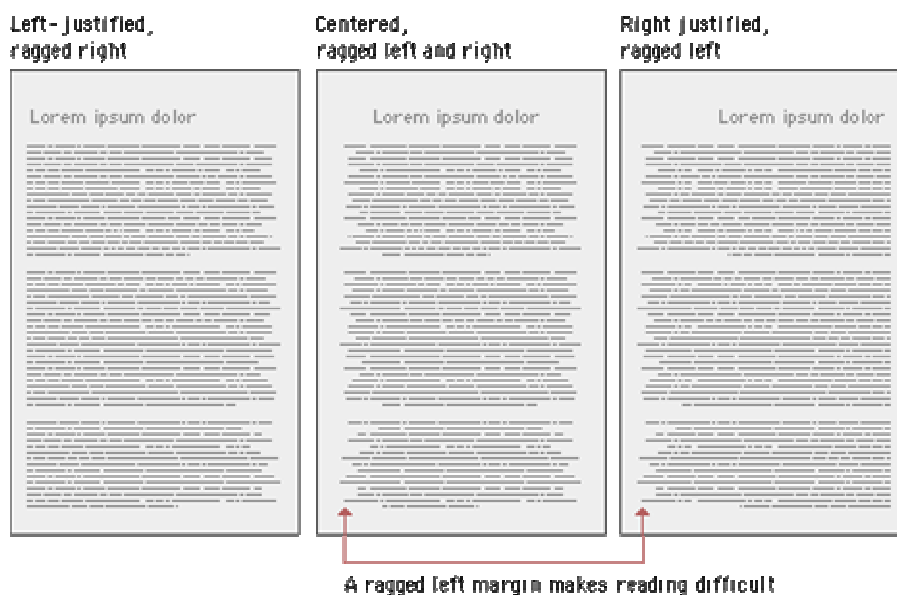 Left-justified,
ragged right
Centered,
ragged left and right
Right justified,
ragged left
Lorem ipsum dolor
Lorem ipsum dolor
Lorem ipsum dolor
A ragged left margin makes reading difficult